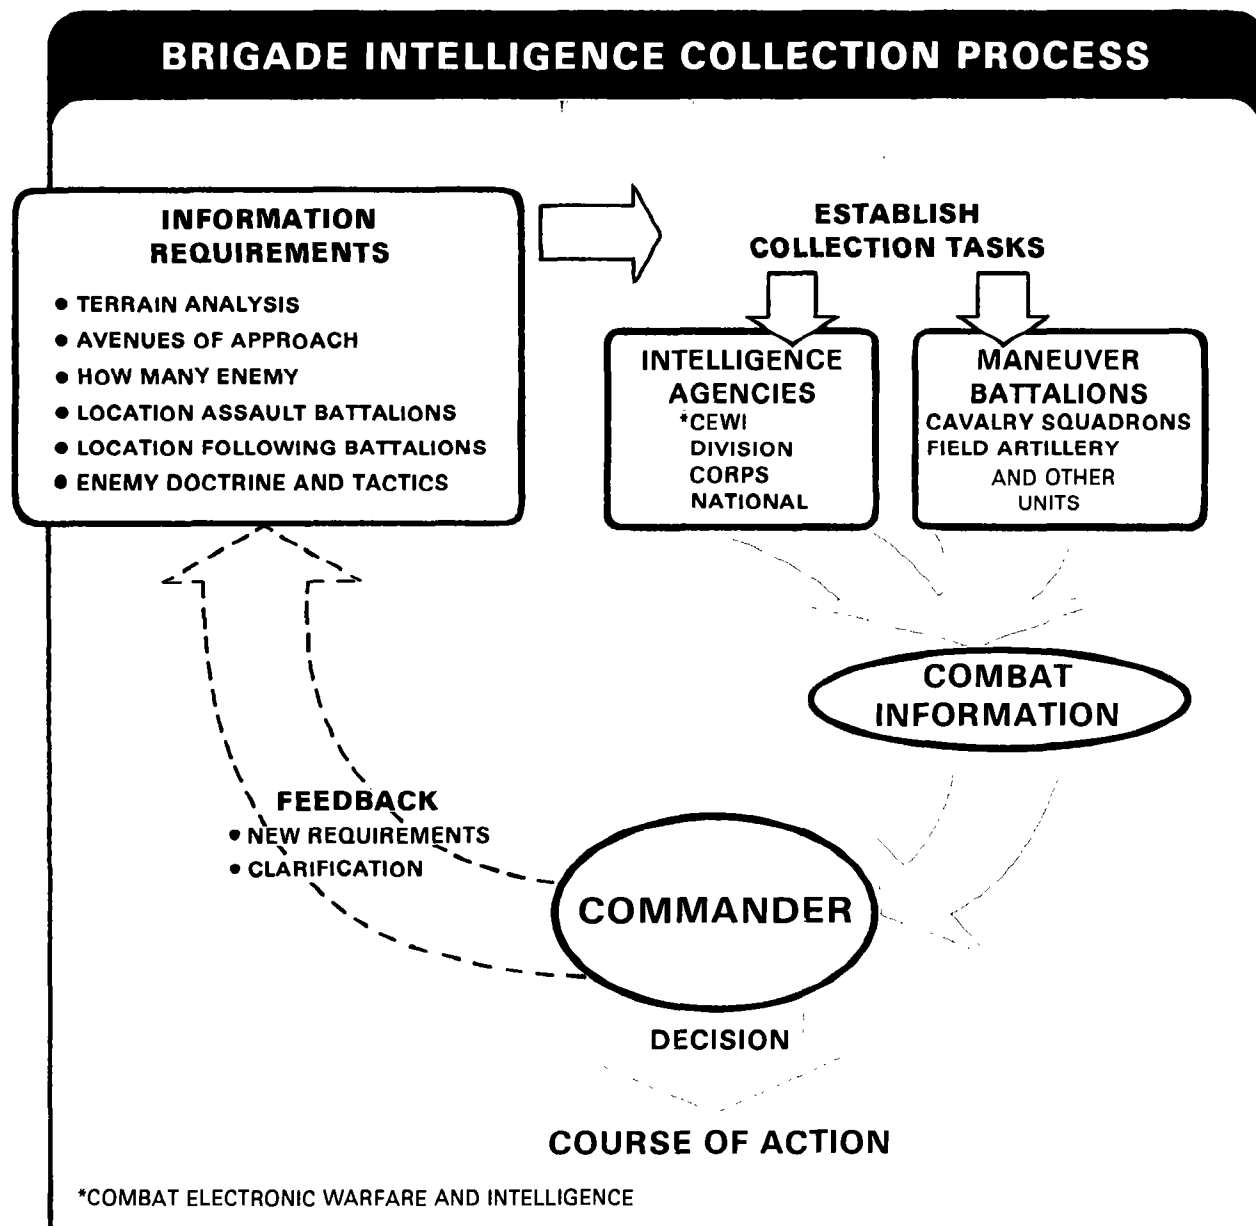 BRIGADE INTELLIGENCE COLLECTION PROCESS
INFORMATION
REQUIREMENTS
• TERRAIN ANALYSIS
• AVENUES OF APPROACH
• HOW MANY ENEMY
• LOCATION ASSAULT BATTALIONS
• LOCATION FOLLOWING BATTALIONS
• ENEMY DOCTRINE AND TACTICS
ESTABLISH
COLLECTION TASKS
INTELLIGENCE
AGENCIES
*CEWI
DIVISION
CORPS
NATIONAL
MANEUVER
BATTALIONS
CAVALRY SQUADRONS
FIELD ARTILLERY
AND OTHER
UNITS
COMBAT
INFORMATION
FEEDBACK
• NEW REQUIREMENTS
• CLARIFICATION
COMMANDER
DECISION
COURSE OF ACTION
*COMBAT ELECTRONIC WARFARE AND INTELLIGENCE